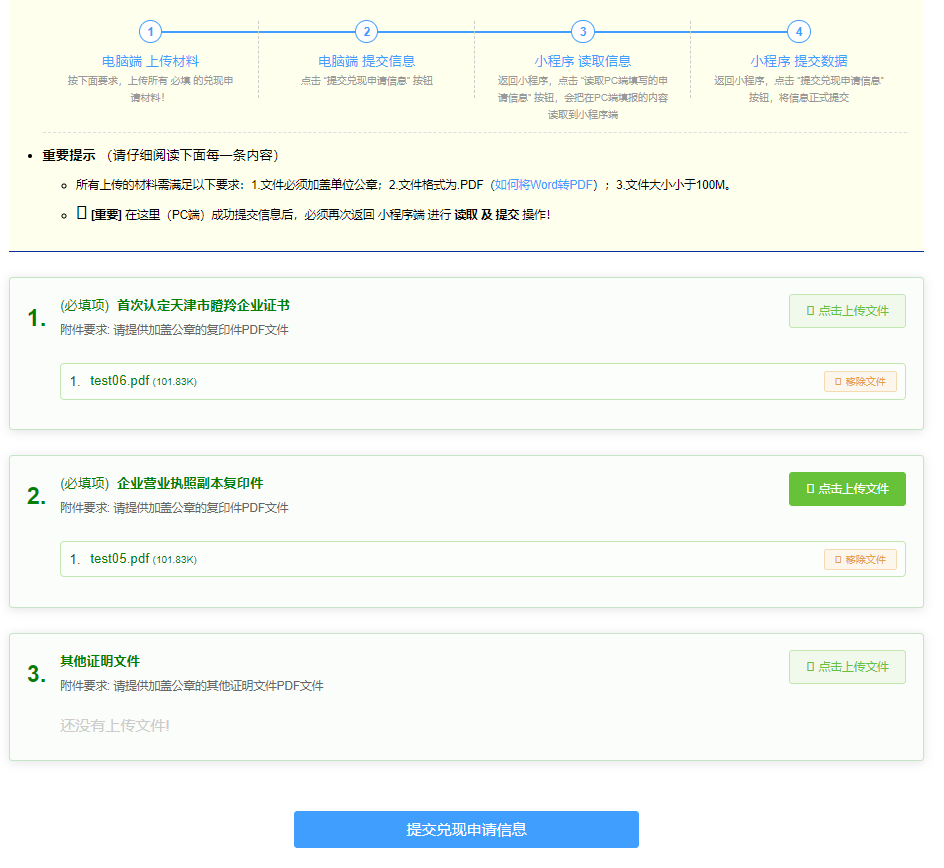 1
2
3
4
电脑端 上传材料
电脑端 提交信息
小程序 读取信息
小程序 提交数据
按下面要求，上传所有 必填 的兑现申
请材料！
点击 "提交兑现申请信息" 按钮
返回小程序，点击 "读取PC端填写的申
请信息" 按钮，会把在PC端填报的内容
读取到小程序端
返回小程序，点击 "提交兑现申请信息"
按钮，将信息正式提交
重要提示 （请仔细阅读下面每一条内容）
所有上传的材料需满足以下要求：1.文件必须加盖单位公章；2.文件格式为.PDF（如何将Word转PDF）；3.文件大小小于100M。
[重要] 在这里（PC端）成功提交信息后，必须再次返回 小程序端 进行 读取 及 提交 操作！
1.
(必填项) 首次认定天津市瞪羚企业证书
点击上传文件
附件要求: 请提供加盖公章的复印件PDF文件
1. test06.pdf (101.83K)
移除文件
2.
(必填项) 企业营业执照副本复印件
点击上传文件
附件要求: 请提供加盖公章的复印件PDF文件
1. test05.pdf (101.83K)
移除文件
3.
其他证明文件
点击上传文件
附件要求: 请提供加盖公章的其他证明文件PDF文件
还没有上传文件!
提交兑现申请信息